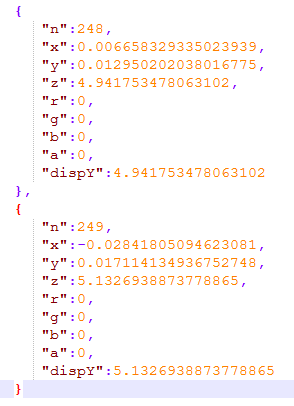 {
"n":248,
"x":0.006658329335023939,
"y":0.012950202038016775,
"z":4.941753478063102,
"r":0,
"g":0,
"b":0,
"a":0,
"dispY":4.941753478063102
},
{
"n":249,
"x":-0.02841805094623081,
"y":0.017114134936752748,
"z":5.1326938873778865,
"r":0,
"g":0,
"b":0,
"a":0,
"dispY":5.1326938873778865
}